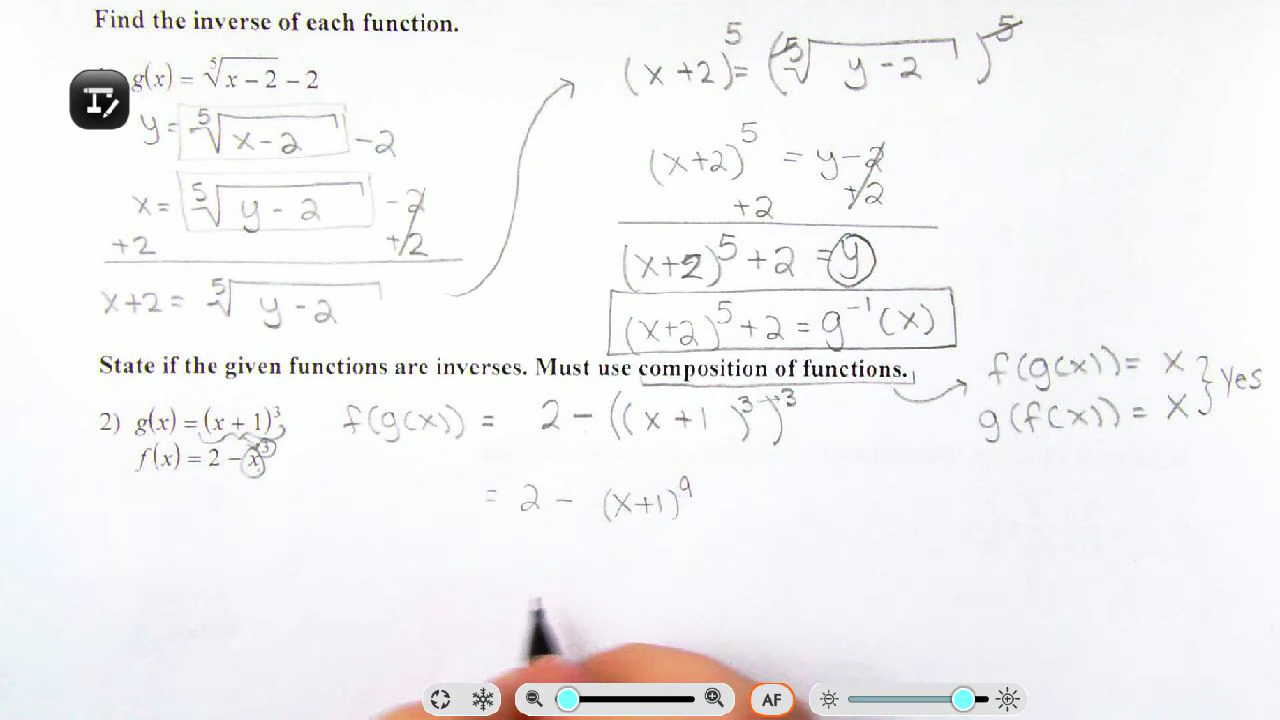 Find the inverse of each function.
g(x) = ⁵√(x − 2) − 2
y = ⁵√(x − 2) − 2
x = ⁵√(y − 2) − 2
+2 +2
x+2 = ⁵√(y − 2)
(x+2)⁵ = (⁵√(y − 2))⁵
(x+2)⁵ = y − 2
+2 +2
(x+2)⁵ + 2 = y
(x+2)⁵ + 2 = g⁻¹(x)
State if the given functions are inverses. Must use composition of functions.
f(g(x)) = x
g(f(x)) = x } Yes
2) g(x) = (x + 1)³
f(x) = 2 − x³
f(g(x)) = 2 − ((x+1)³)³
= 2 − (x+1)⁹
AF